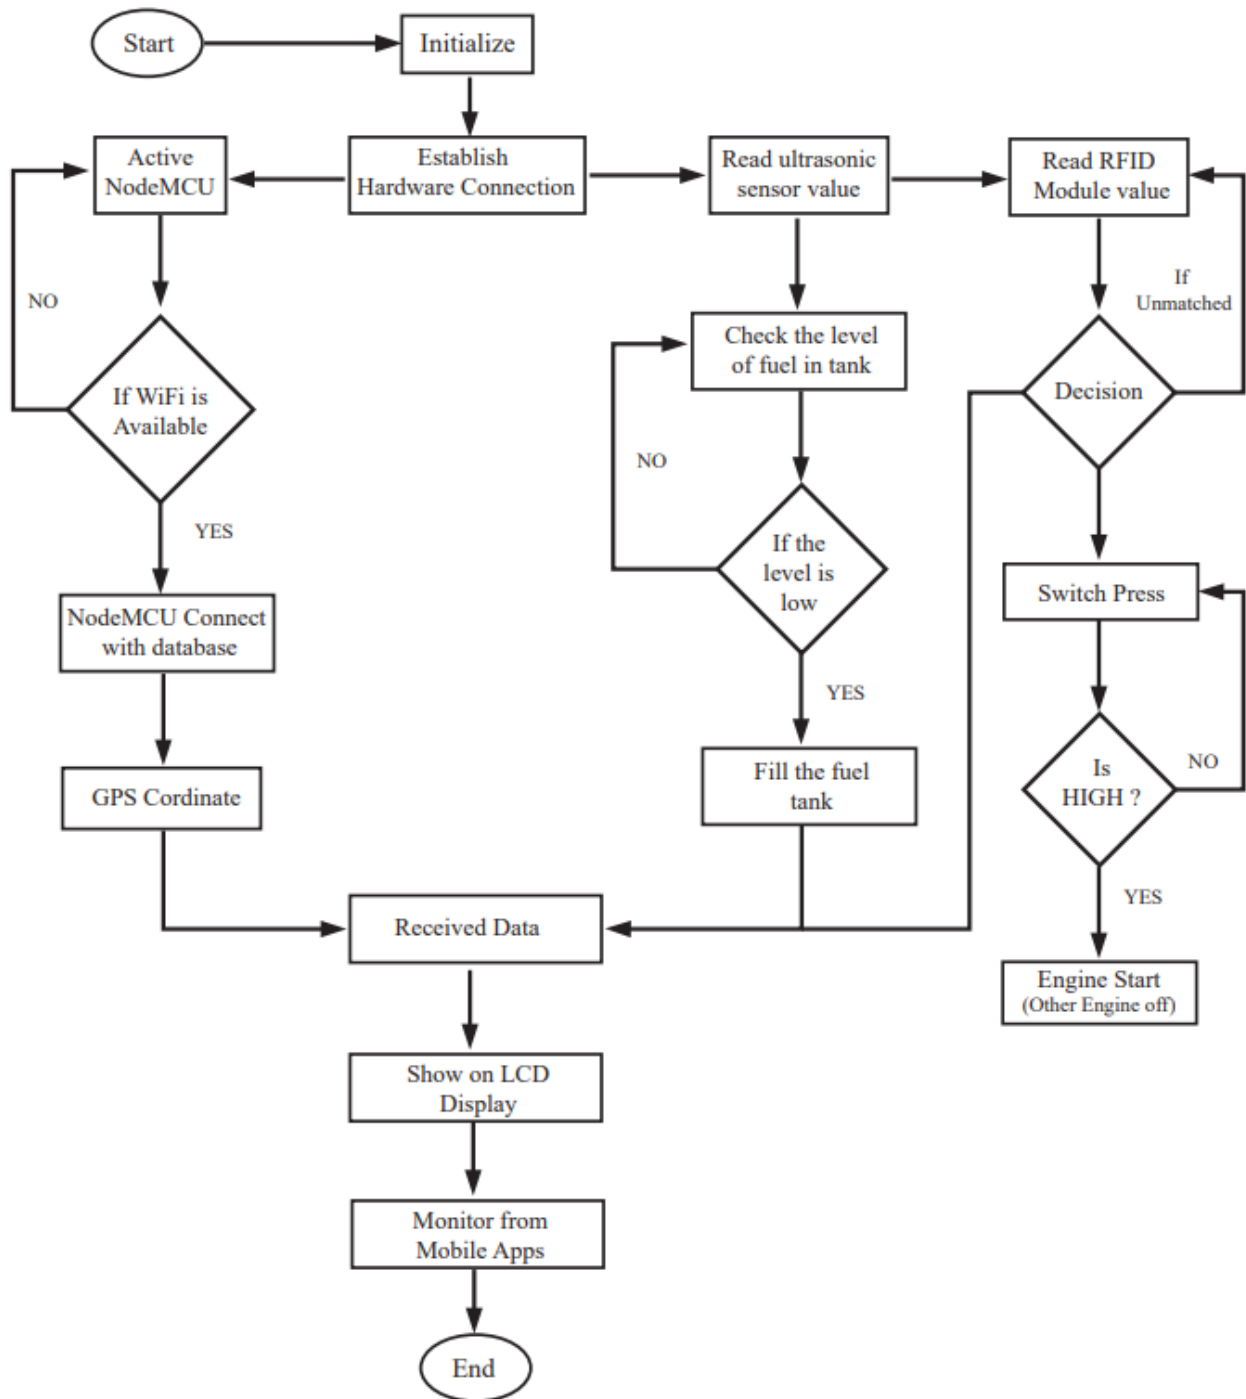 Start
Initialize
Active
NodeMCU
Establish
Hardware Connection
Read ultrasonic
sensor value
Read RFID
Module value
NO
If
Unmatched
If WiFi is
Available
Check the level
of fuel in tank
Decision
NO
YES
If the
level is
low
Switch Press
NodeMCU Connect
with database
YES
GPS Cordinate
Fill the fuel
tank
Is
HIGH ?
NO
YES
Received Data
Engine Start
(Other Engine off)
Show on LCD
Display
Monitor from
Mobile Apps
End